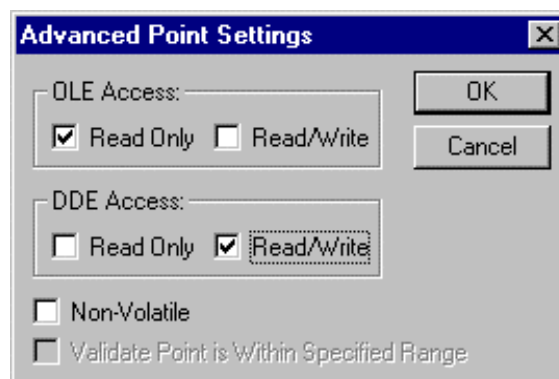 Advanced Point Settings
OLE Access:
Read Only Read/Write
OK
Cancel
DDE Access:
Read Only Read/Write
Non-Volatile
Validate Point is Within Specified Range